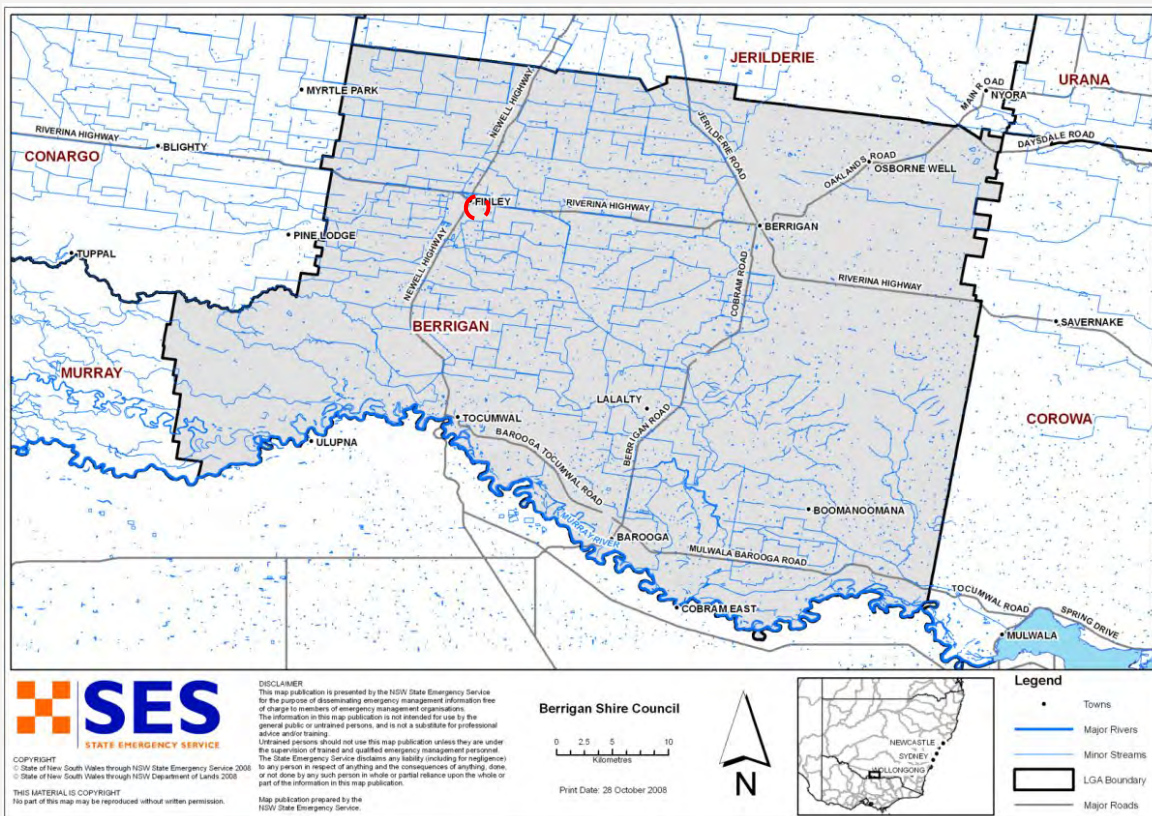 JERILDERIE
URANA
MAIN ROAD
NYORA
MYRTLE PARK
NEWELL HIGHWAY
JERILDERIE ROAD
DAYSDALE ROAD
RIVERINA HIGHWAY
BLIGHTY
CONARGO
OAKLANDS ROAD
OSBORNE WELL
FINLEY
RIVERINA HIGHWAY
BERRIGAN
PINE LODGE
TUPPAL
NEWELL HIGHWAY
COBRAM ROAD
RIVERINA HIGHWAY
BERRIGAN
SAVERNAKE
MURRAY
LALALTY
COROWA
TOCUMWAL
ULUPNA
BAROOGA TOCUMWAL ROAD
BERRIGAN ROAD
BOOMANOOMANA
MURRAY RIVER
BAROOGA
MULWALA BAROOGA ROAD
TOCUMWAL ROAD
SPRING DRIVE
COBRAM EAST
MULWALA
SES
STATE EMERGENCY SERVICE
COPYRIGHT
© State of New South Wales through NSW State Emergency Service 2008
© State of New South Wales through NSW Department of Lands 2008
THIS MATERIAL IS COPYRIGHT
No part of this map may be reproduced without written permission.
DISCLAIMER
This map publication is presented by the NSW State Emergency Service
for the purpose of disseminating emergency management information free
of charge to members of emergency management organisations.
The information in this map publication is not intended for use by the
general public or untrained persons, and is not a substitute for professional
advice and/or training.
Untrained persons should not use this map publication unless they are under
the supervision of trained and qualified emergency management personnel.
The State Emergency Service disclaims any liability (including for negligence)
to any person in respect of anything and the consequences of anything, done,
or not done by any such person in whole or partial reliance upon the whole or
part of the information in this map publication.
Map publication prepared by the
NSW State Emergency Service.
Berrigan Shire Council
0 2.5 5 10
Kilometres
Print Date: 28 October 2008
N
NEWCASTLE
SYDNEY
WOLLONGONG
Legend
Towns
Major Rivers
Minor Streams
LGA Boundary
Major Roads